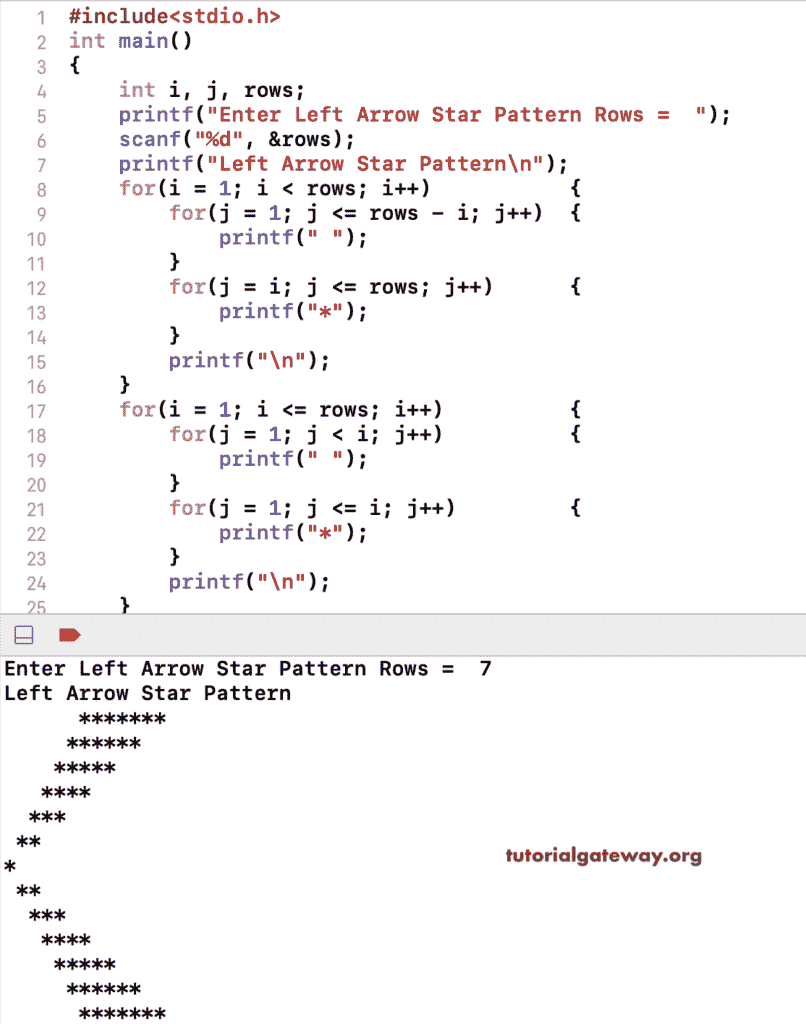 1 #include<stdio.h>
2 int main()
3 {
4     int i, j, rows;
5     printf("Enter Left Arrow Star Pattern Rows =  ");
6     scanf("%d", &rows);
7     printf("Left Arrow Star Pattern\n");
8     for(i = 1; i < rows; i++)           {
9         for(j = 1; j <= rows - i; j++)  {
10             printf(" ");
11         }
12         for(j = i; j <= rows; j++)      {
13             printf("*");
14         }
15         printf("\n");
16     }
17     for(i = 1; i <= rows; i++)          {
18         for(j = 1; j < i; j++)          {
19             printf(" ");
20         }
21         for(j = 1; j <= i; j++)         {
22             printf("*");
23         }
24         printf("\n");
25     }
Enter Left Arrow Star Pattern Rows =  7
Left Arrow Star Pattern
      *******
     ******
    *****
   ****
  ***
 **
*
 **
  ***
   ****
    *****
     ******
      *******
tutorialgateway.org